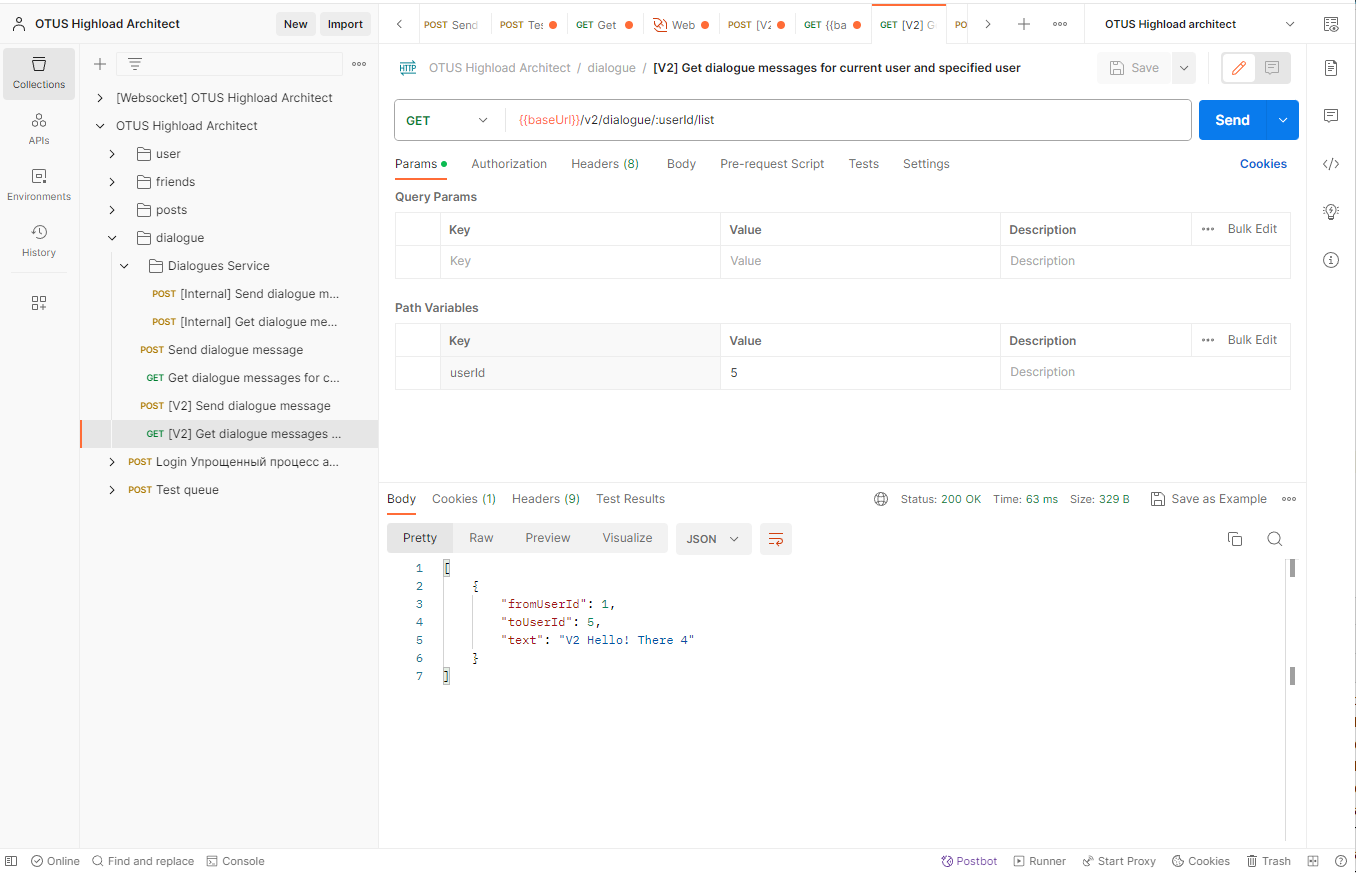 OTUS Highload Architect
New
Import
POST Send
POST Tes
GET Get
Web
POST [V2
GET {{ba
GET [V2] G
PO
OTUS Highload architect
Collections
APIs
Environments
History
[Websocket] OTUS Highload Architect
OTUS Highload Architect
user
friends
posts
dialogue
Dialogues Service
POST [Internal] Send dialogue m...
POST [Internal] Get dialogue me...
POST Send dialogue message
GET Get dialogue messages for c...
POST [V2] Send dialogue message
GET [V2] Get dialogue messages ...
POST Login Упрощенный процесс а...
POST Test queue
HTTP OTUS Highload Architect / dialogue / [V2] Get dialogue messages for current user and specified user
Save
GET {{baseUrl}}/v2/dialogue/:userId/list
Send
Params Authorization Headers (8) Body Pre-request Script Tests Settings Cookies
Query Params
Key Value Description Bulk Edit
Key Value Description
Path Variables
Key Value Description Bulk Edit
userId 5 Description
Body Cookies (1) Headers (9) Test Results
Status: 200 OK Time: 63 ms Size: 329 B Save as Example
Pretty Raw Preview Visualize JSON
1 [
2 {
3 "fromUserId": 1,
4 "toUserId": 5,
5 "text": "V2 Hello! There 4"
6 }
7 ]
Online Find and replace Console Postbot Runner Start Proxy Cookies Trash